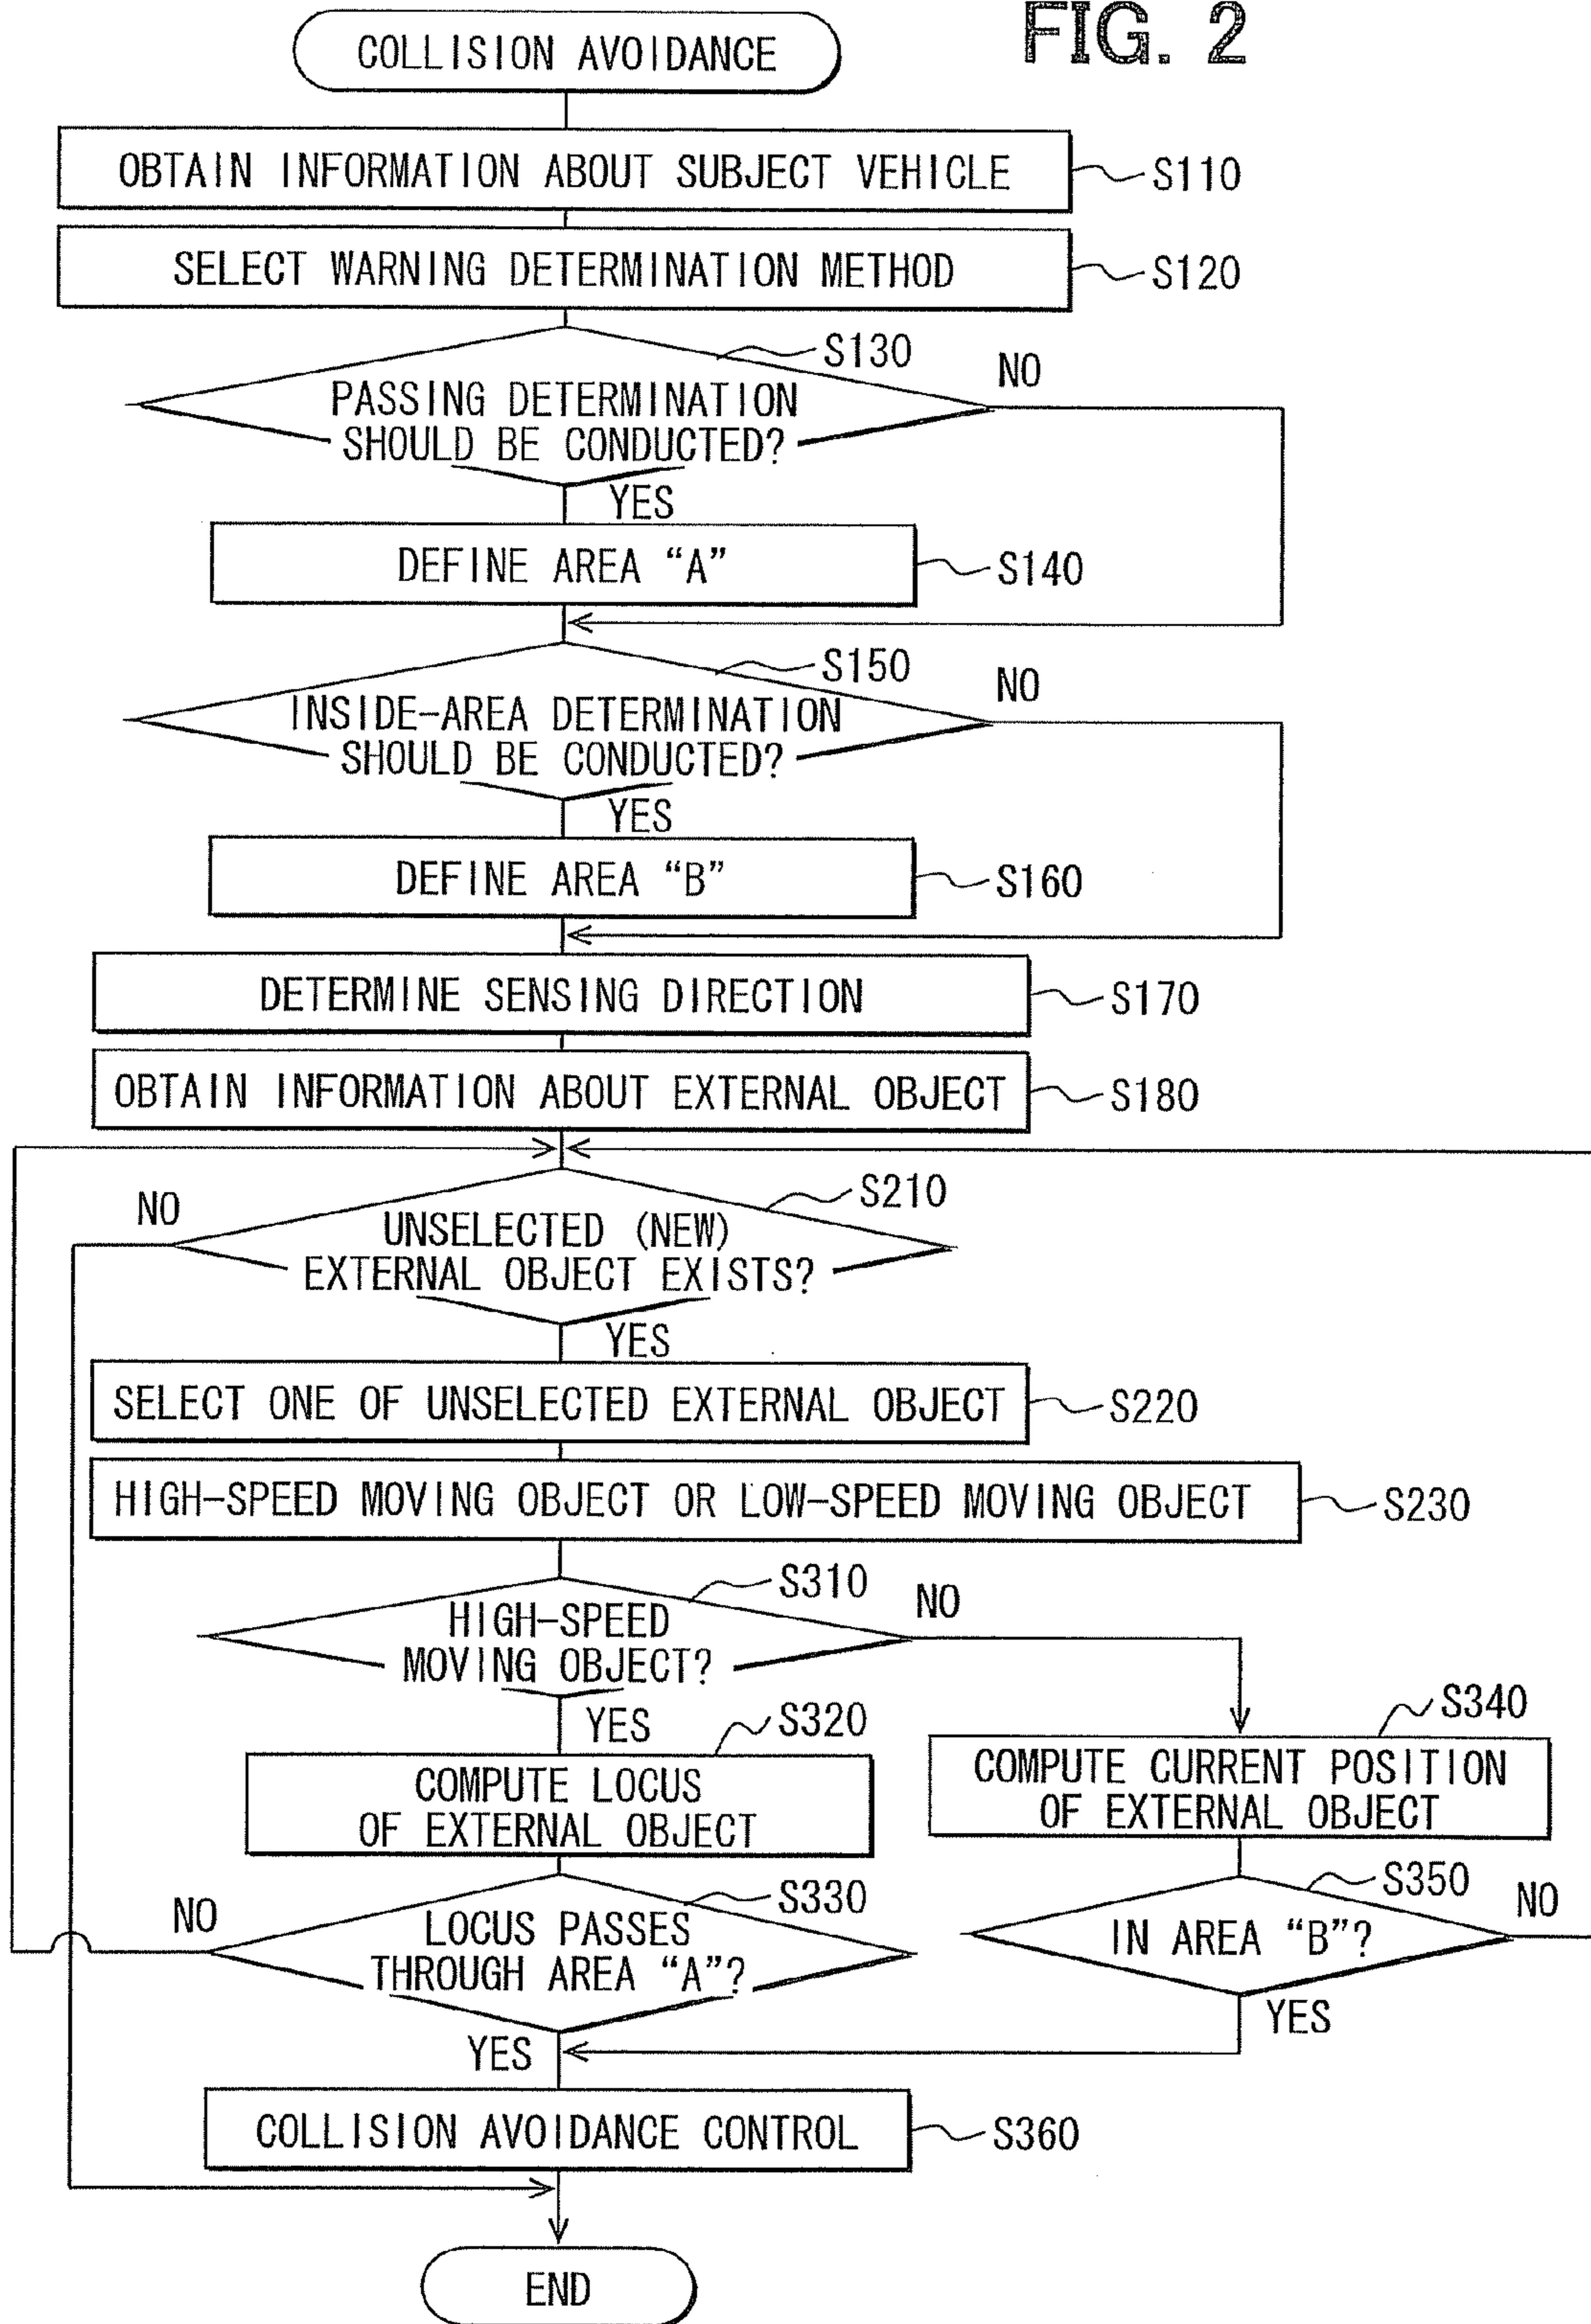 FIG. 2
COLLISION AVOIDANCE
OBTAIN INFORMATION ABOUT SUBJECT VEHICLE
S110
SELECT WARNING DETERMINATION METHOD
S120
S130
NO
PASSING DETERMINATION
SHOULD BE CONDUCTED?
YES
DEFINE AREA “A”
S140
S150
NO
INSIDE-AREA DETERMINATION
SHOULD BE CONDUCTED?
YES
DEFINE AREA “B”
S160
DETERMINE SENSING DIRECTION
S170
OBTAIN INFORMATION ABOUT EXTERNAL OBJECT
S180
S210
NO
UNSELECTED (NEW)
EXTERNAL OBJECT EXISTS?
YES
SELECT ONE OF UNSELECTED EXTERNAL OBJECT
S220
HIGH-SPEED MOVING OBJECT OR LOW-SPEED MOVING OBJECT
S230
S310
NO
HIGH-SPEED
MOVING OBJECT?
YES
S320
COMPUTE LOCUS
OF EXTERNAL OBJECT
S340
COMPUTE CURRENT POSITION
OF EXTERNAL OBJECT
S330
NO
LOCUS PASSES
THROUGH AREA “A”?
YES
S350
NO
IN AREA “B”?
YES
COLLISION AVOIDANCE CONTROL
S360
END